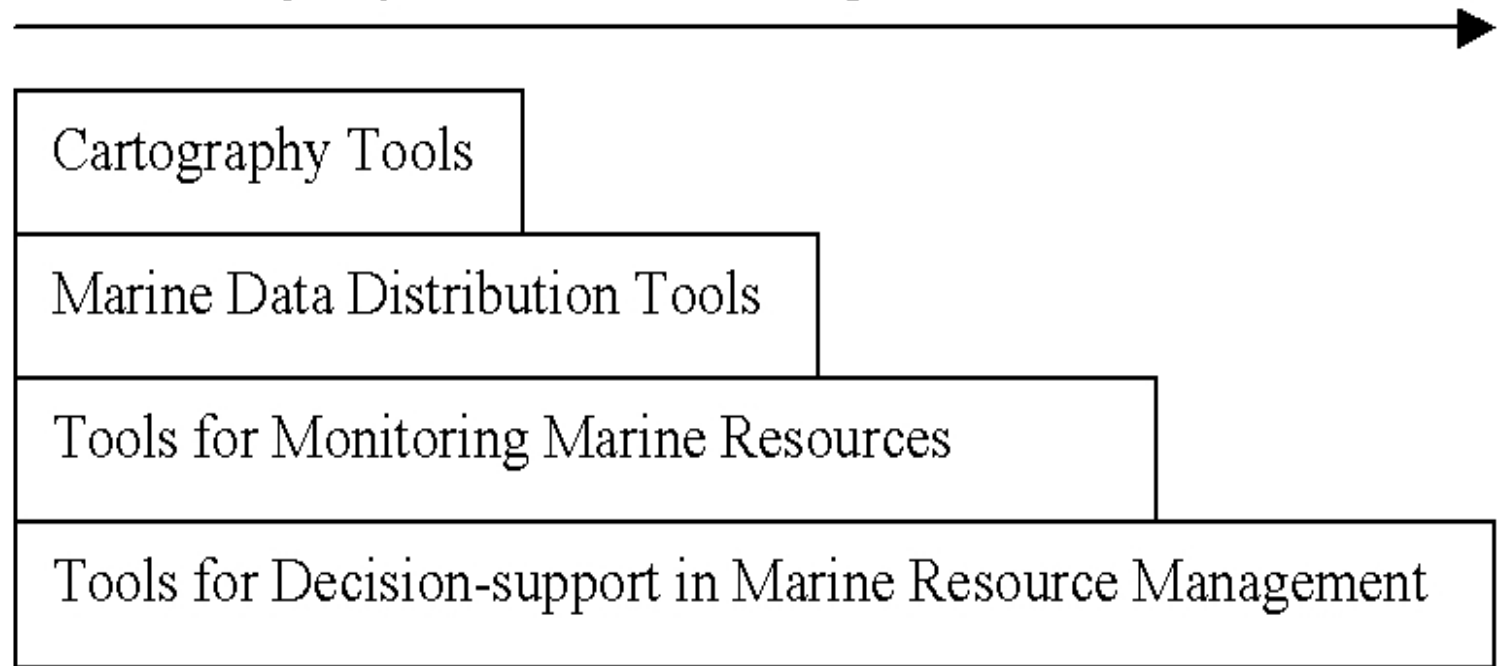 Cartography Tools
Marine Data Distribution Tools
Tools for Monitoring Marine Resources
Tools for Decision-support in Marine Resource Management